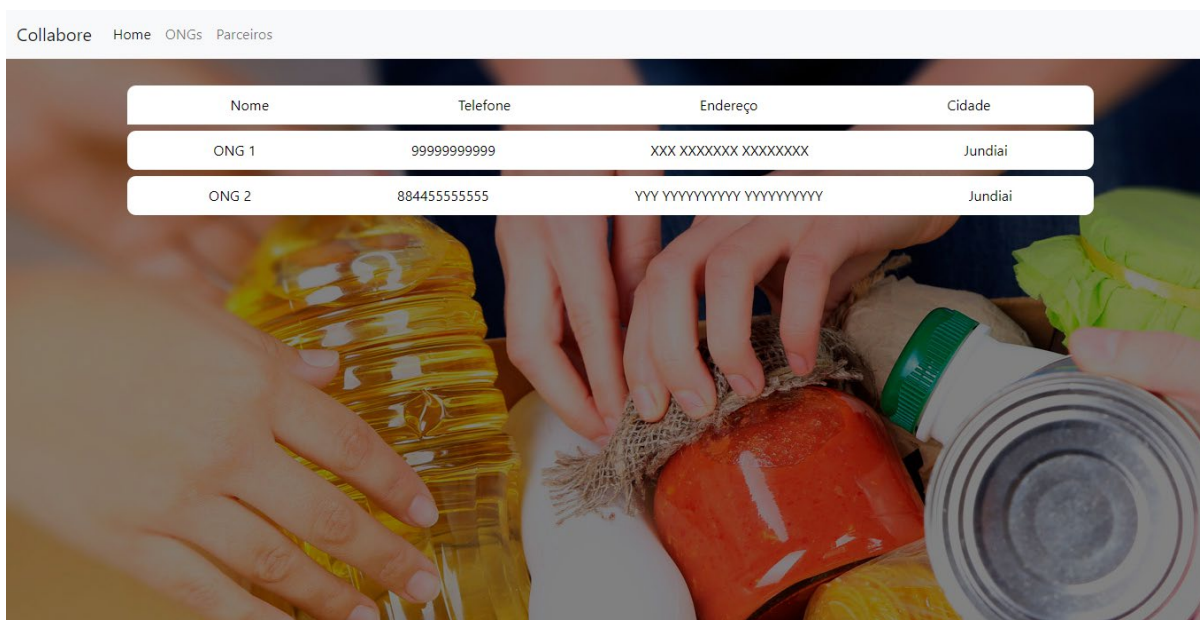 Collabore Home ONGs Parceiros
Nome Telefone Endereço Cidade
ONG 1 99999999999 XXX XXXXXXX XXXXXXXX Jundiai
ONG 2 884455555555 YYY YYYYYYYYYY YYYYYYYYYY Jundiai